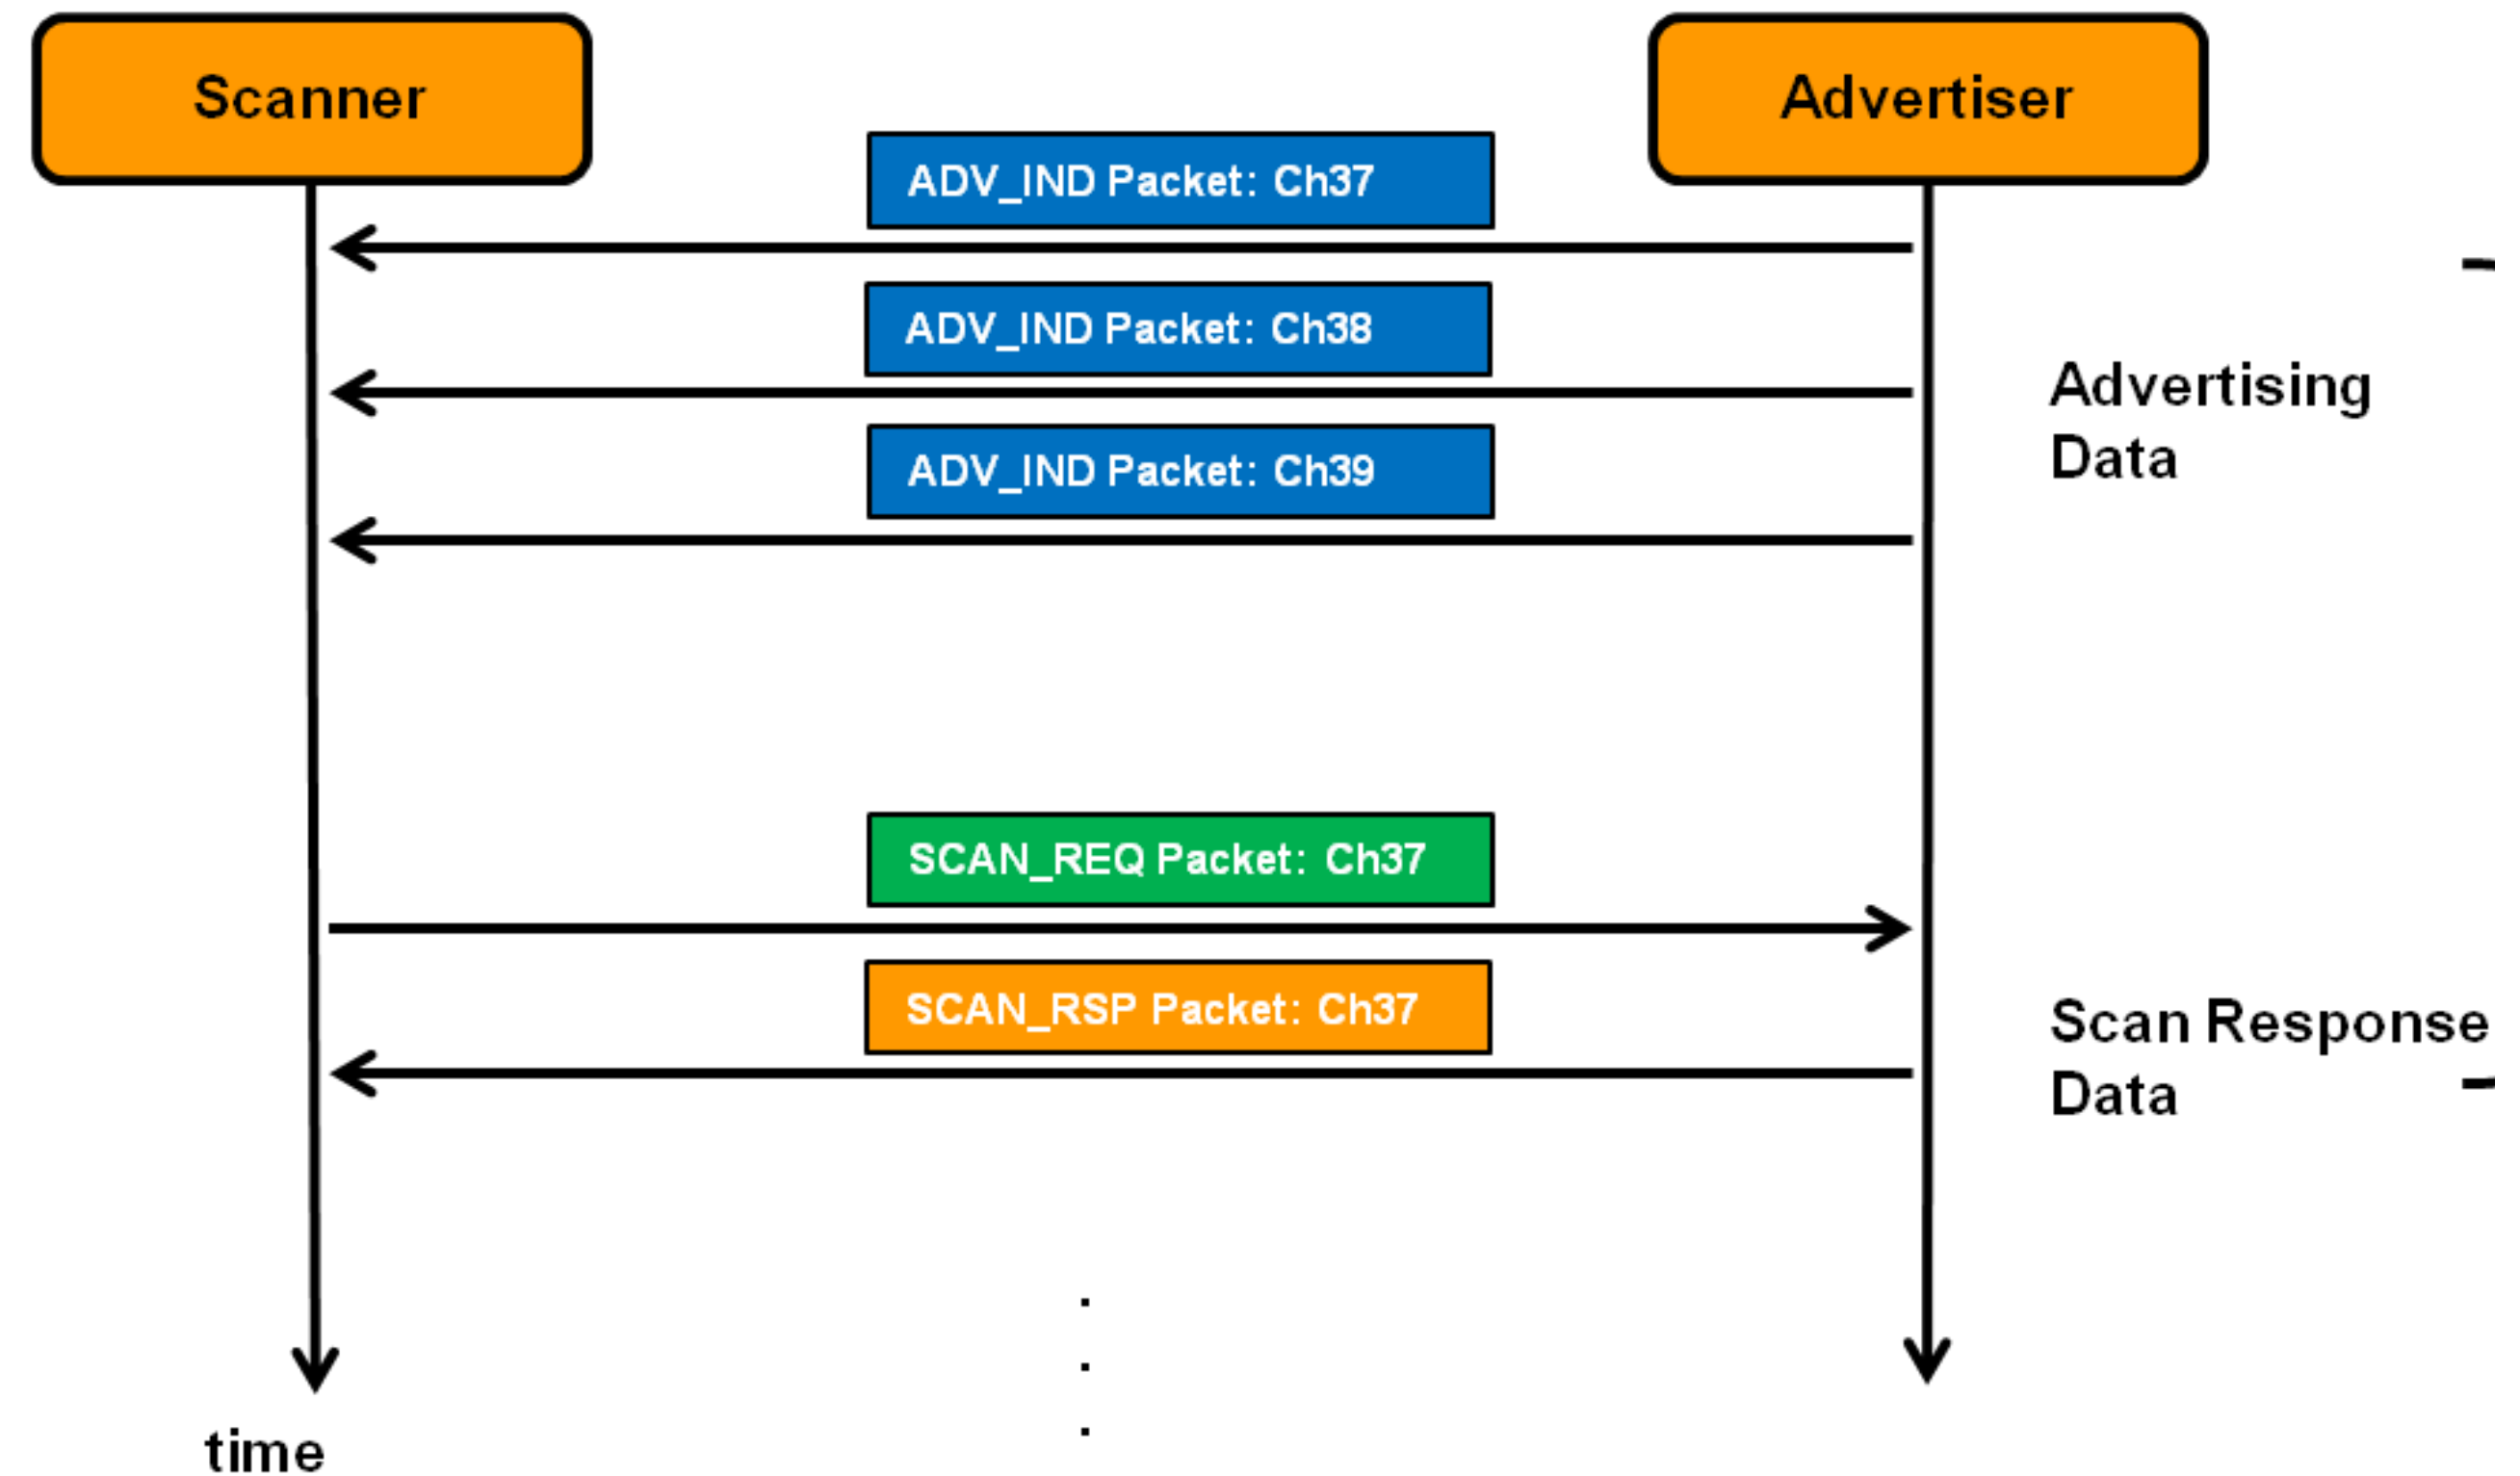 Scanner
Advertiser
ADV_IND Packet: Ch37
ADV_IND Packet: Ch38
Advertising
Data
ADV_IND Packet: Ch39
SCAN_REQ Packet: Ch37
SCAN_RSP Packet: Ch37
Scan Response
Data
.
.
.
time